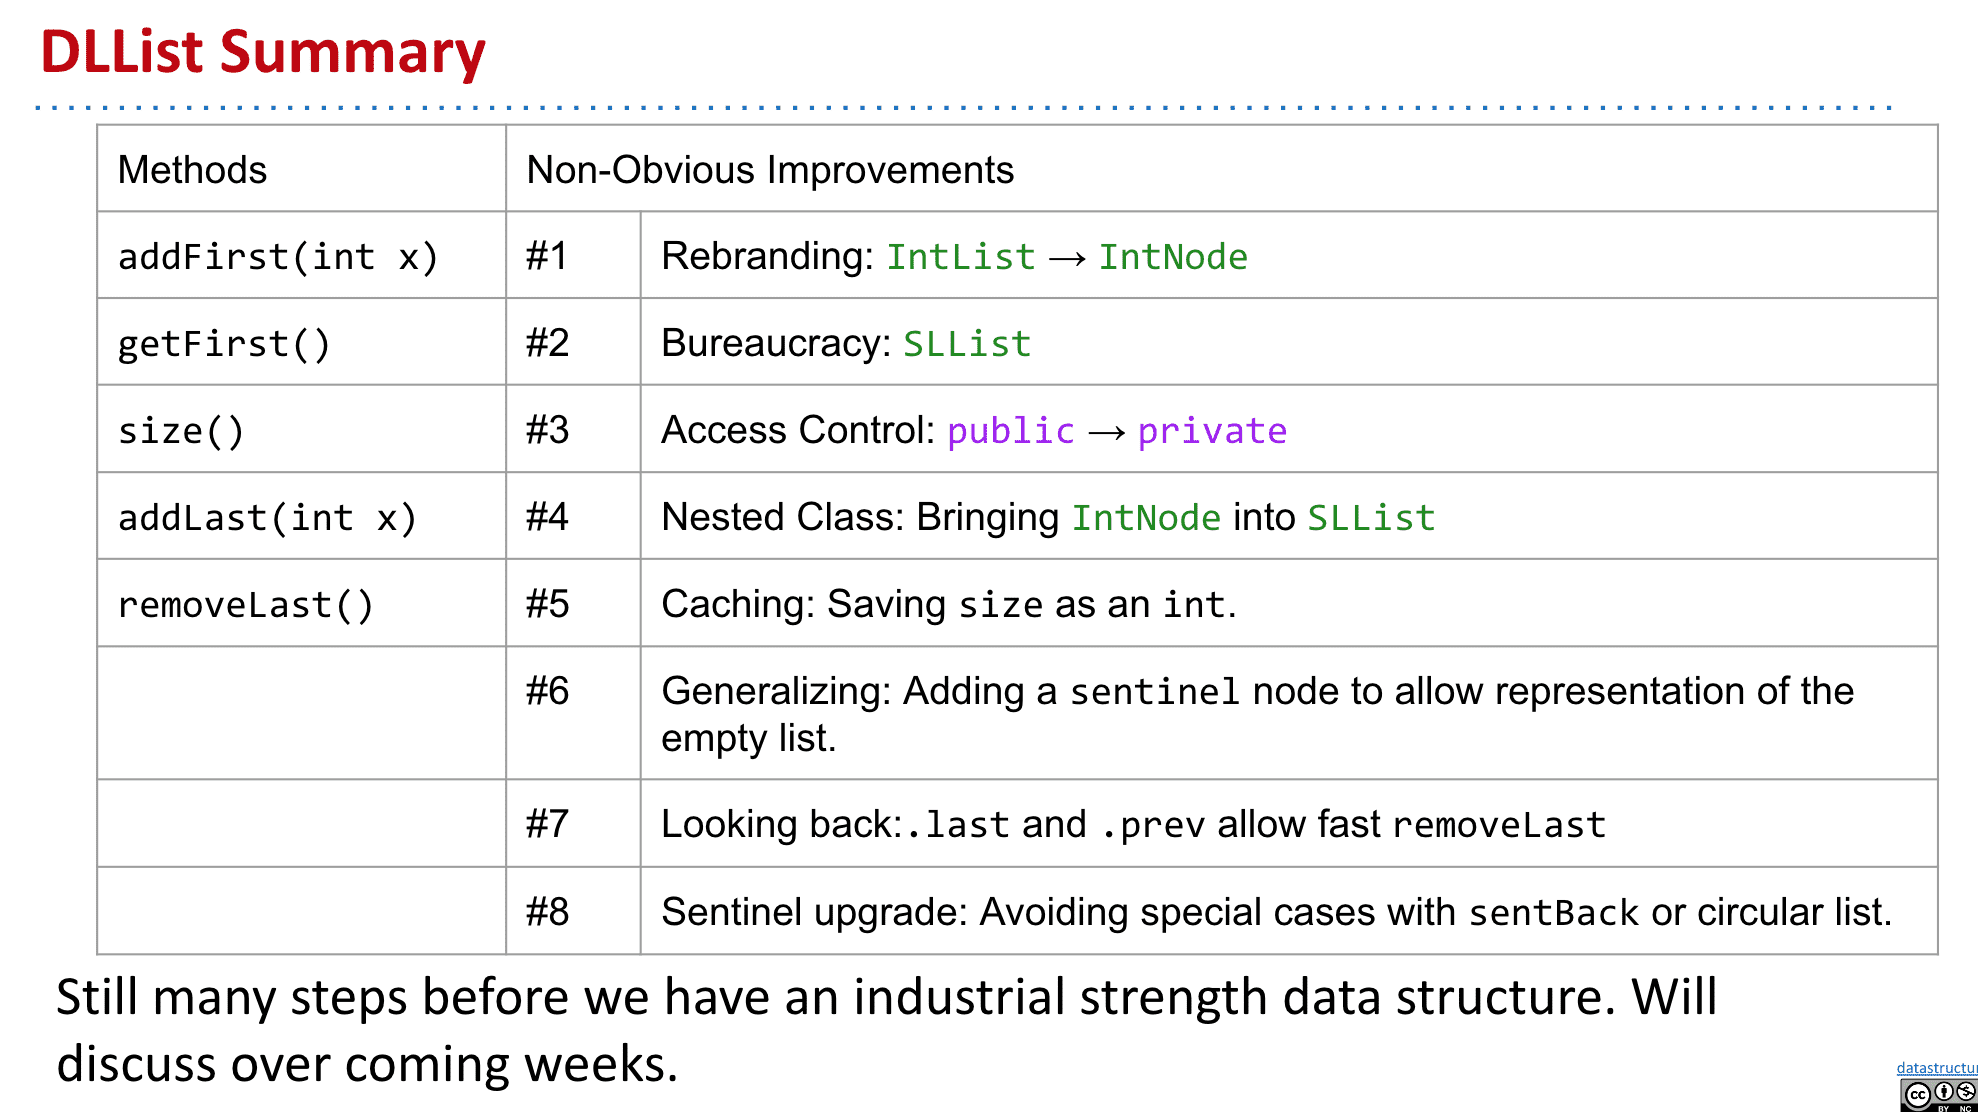 DLList Summary
Methods
Non-Obvious Improvements
addFirst(int x)
#1
Rebranding: IntList → IntNode
getFirst()
#2
Bureaucracy: SLList
size()
#3
Access Control: public → private
addLast(int x)
#4
Nested Class: Bringing IntNode into SLList
removeLast()
#5
Caching: Saving size as an int.
#6
Generalizing: Adding a sentinel node to allow representation of the
empty list.
#7
Looking back:.last and .prev allow fast removeLast
#8
Sentinel upgrade: Avoiding special cases with sentBack or circular list.
Still many steps before we have an industrial strength data structure. Will
discuss over coming weeks.
datastructur
cc
BY NC